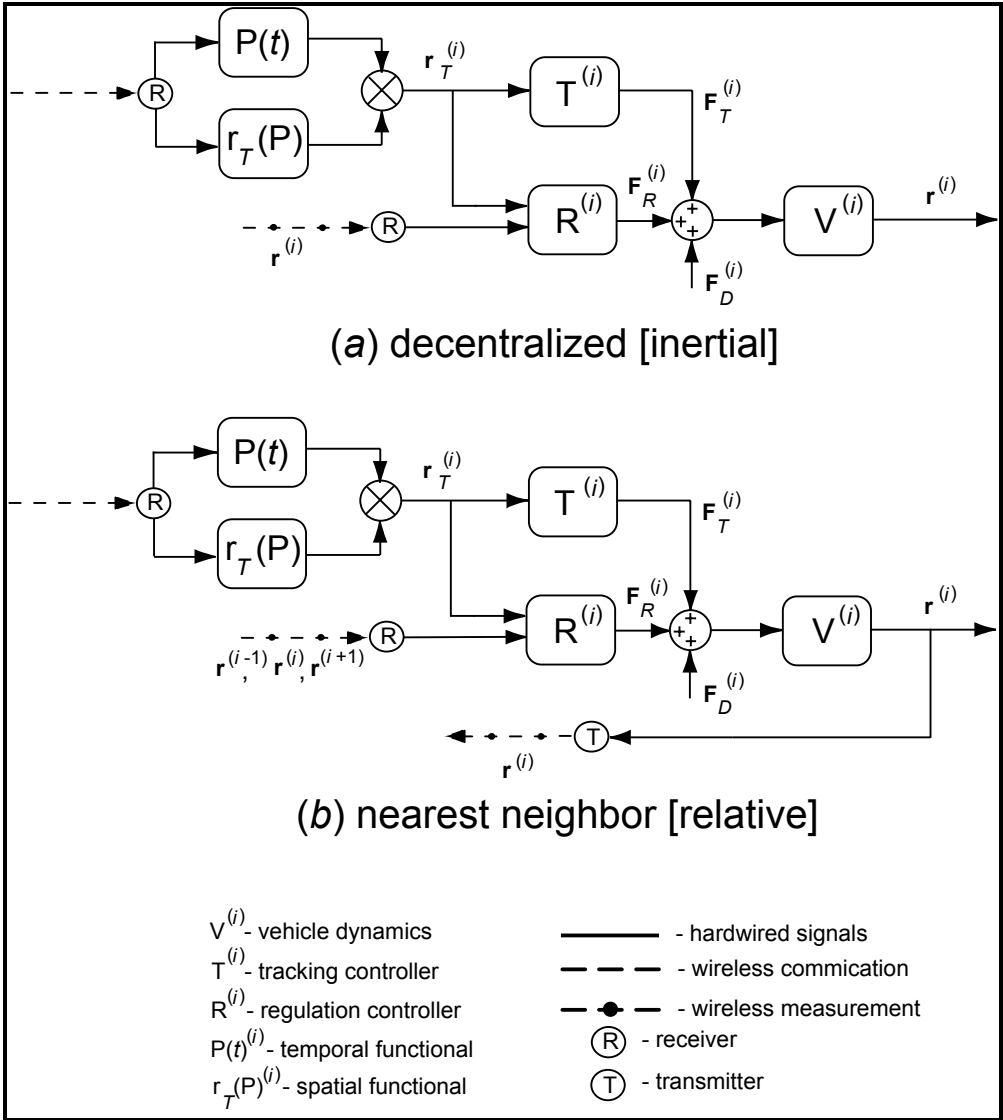 P(t)
r_T^(i)
T^(i)
F_T^(i)
R
r_T(P)
F_R^(i)
r^(i)
R^(i)
V^(i)
+
+
+
R
r^(i)
F_D^(i)
(a) decentralized [inertial]
P(t)
r_T^(i)
T^(i)
F_T^(i)
R
r_T(P)
F_R^(i)
r^(i)
R^(i)
V^(i)
+
+
+
R
r^(i-1), r^(i), r^(i+1)
F_D^(i)
T
r^(i)
(b) nearest neighbor [relative]
V^(i) - vehicle dynamics
T^(i) - tracking controller
R^(i) - regulation controller
P(t)^(i) - temporal functional
r_T(P)^(i) - spatial functional
- hardwired signals
- wireless commication
- wireless measurement
R - receiver
T - transmitter